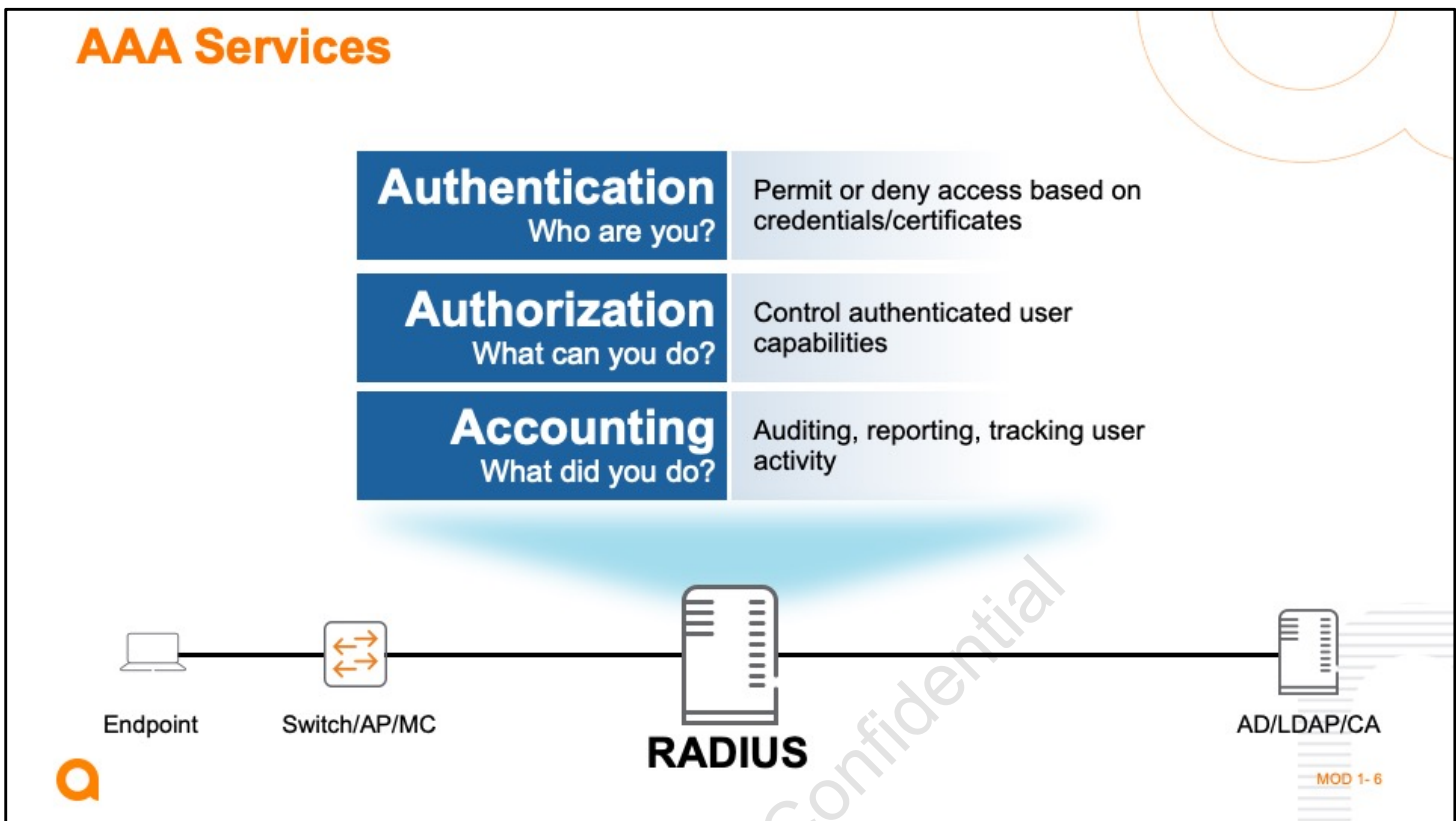 AAA Services
Authentication
Who are you?
Permit or deny access based on
credentials/certificates
Authorization
What can you do?
Control authenticated user
capabilities
Accounting
What did you do?
Auditing, reporting, tracking user
activity
Endpoint
Switch/AP/MC
RADIUS
AD/LDAP/CA
Confidential
MOD 1- 6